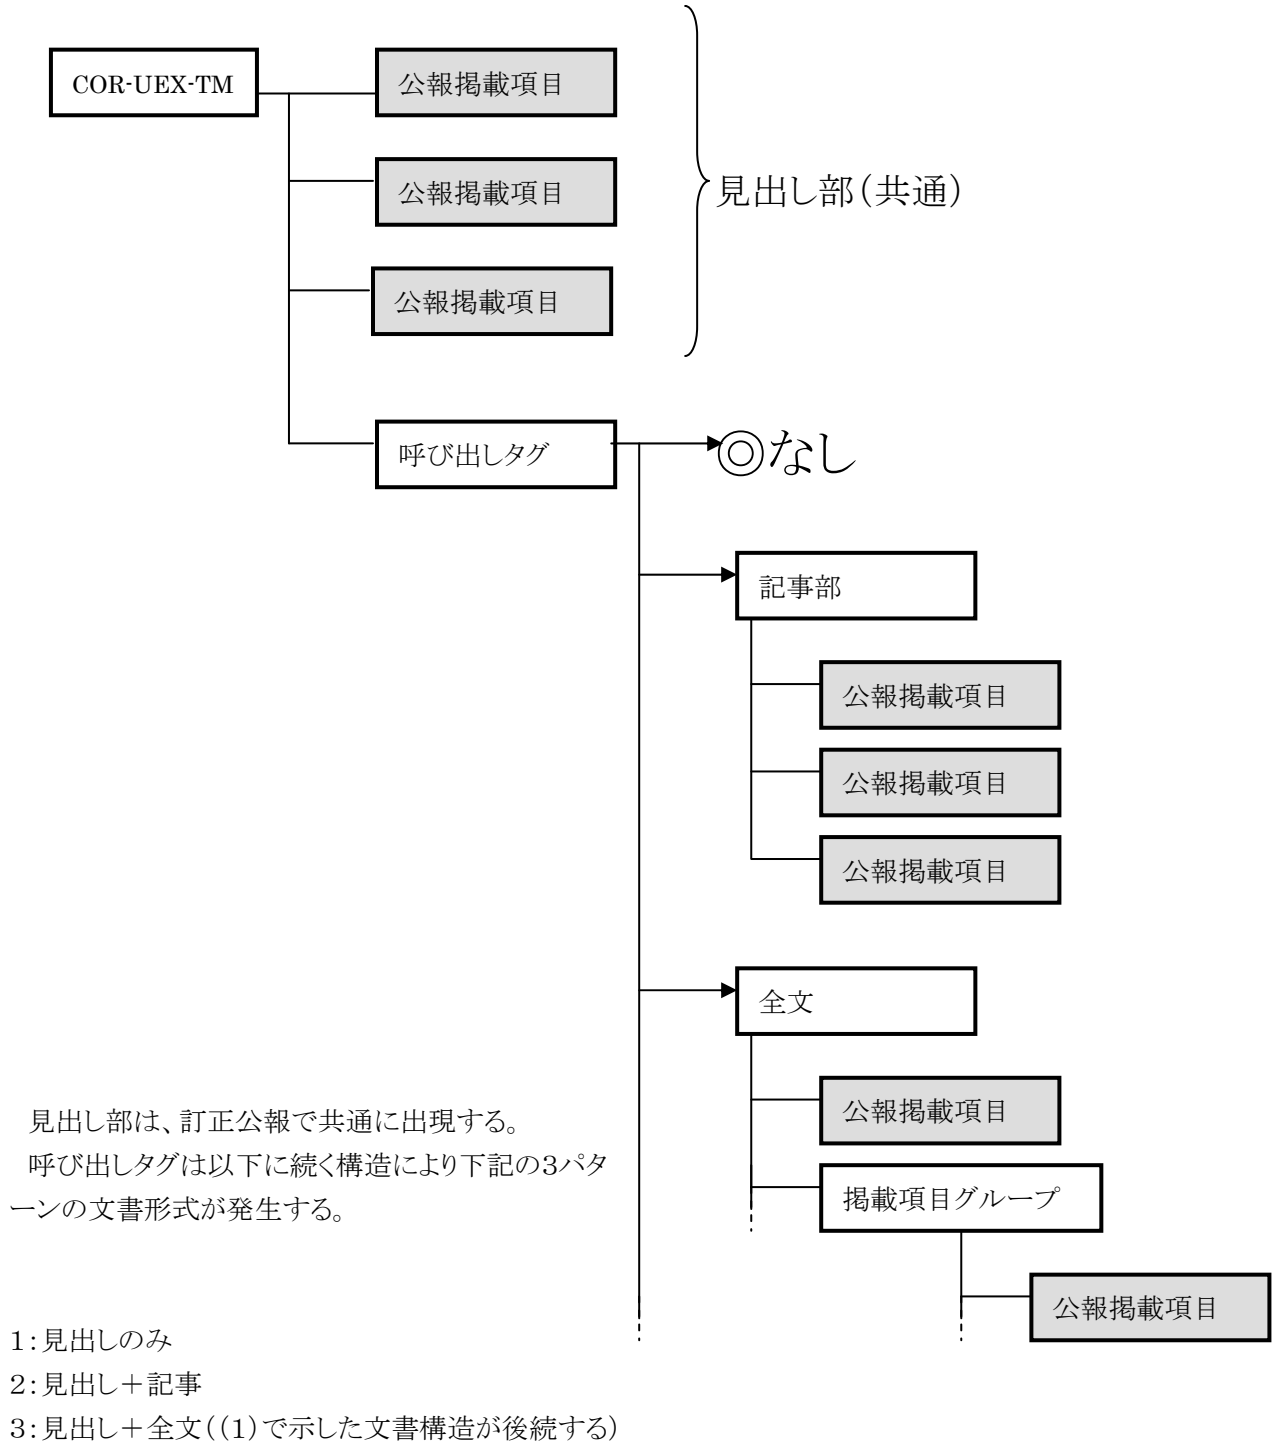 COR-UEX-TM
公報掲載項目
公報掲載項目
見出し部（共通）
公報掲載項目
呼び出しタグ
◎なし
記事部
公報掲載項目
公報掲載項目
公報掲載項目
全文
公報掲載項目
掲載項目グループ
公報掲載項目
見出し部は、訂正公報で共通に出現する。
呼び出しタグは以下に続く構造により下記の３パタ
ーンの文書形式が発生する。
１：見出しのみ
２：見出し＋記事
３：見出し＋全文（（１）で示した文書構造が後続する）